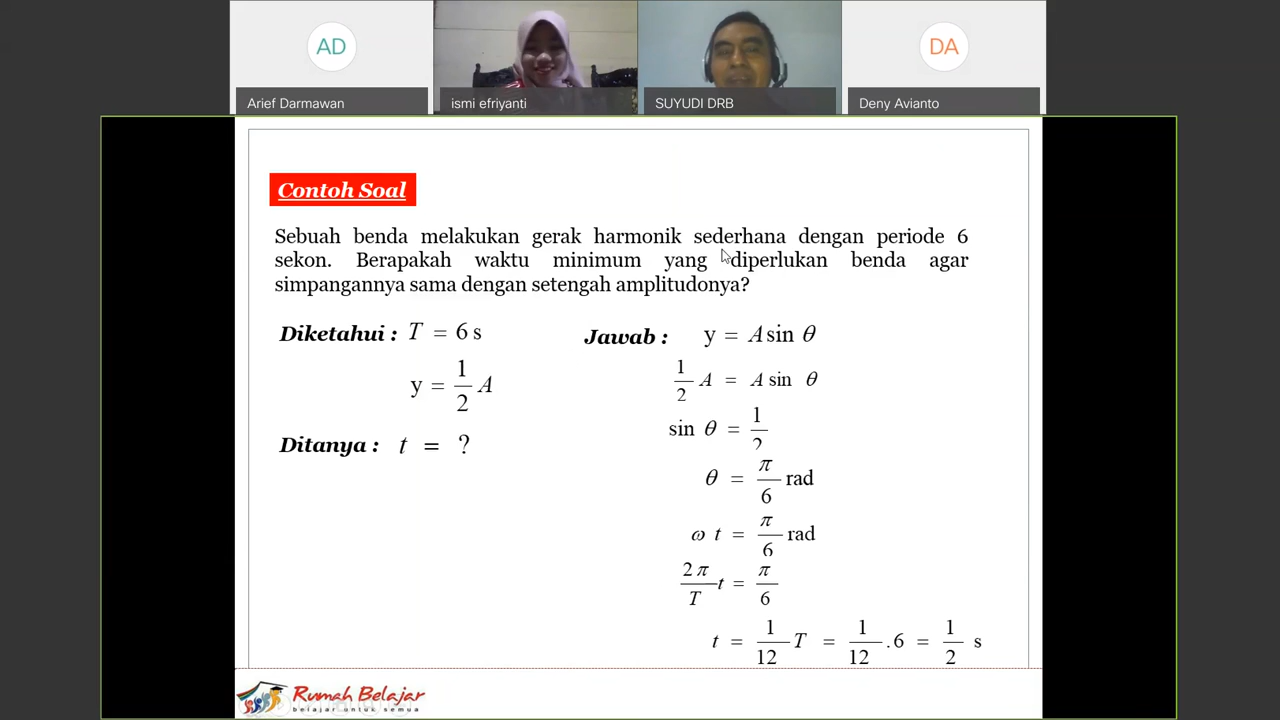 AD
DA
Arief Darmawan
ismi efriyanti
SUYUDI DRB
Deny Avianto
Contoh Soal
Sebuah benda melakukan gerak harmonik sederhana dengan periode 6
sekon. Berapakah waktu minimum yang diperlukan benda agar
simpangannya sama dengan setengah amplitudonya?
Diketahui : T = 6 s
y = 1/2 A
Ditanya : t = ?
Jawab : y = A sin θ
1/2 A = A sin θ
sin θ = 1/2
θ = π/6 rad
ω t = π/6 rad
2π/T t = π/6
t = 1/12 T = 1/12 .6 = 1/2 s
Rumah Belajar
belajar untuk semua